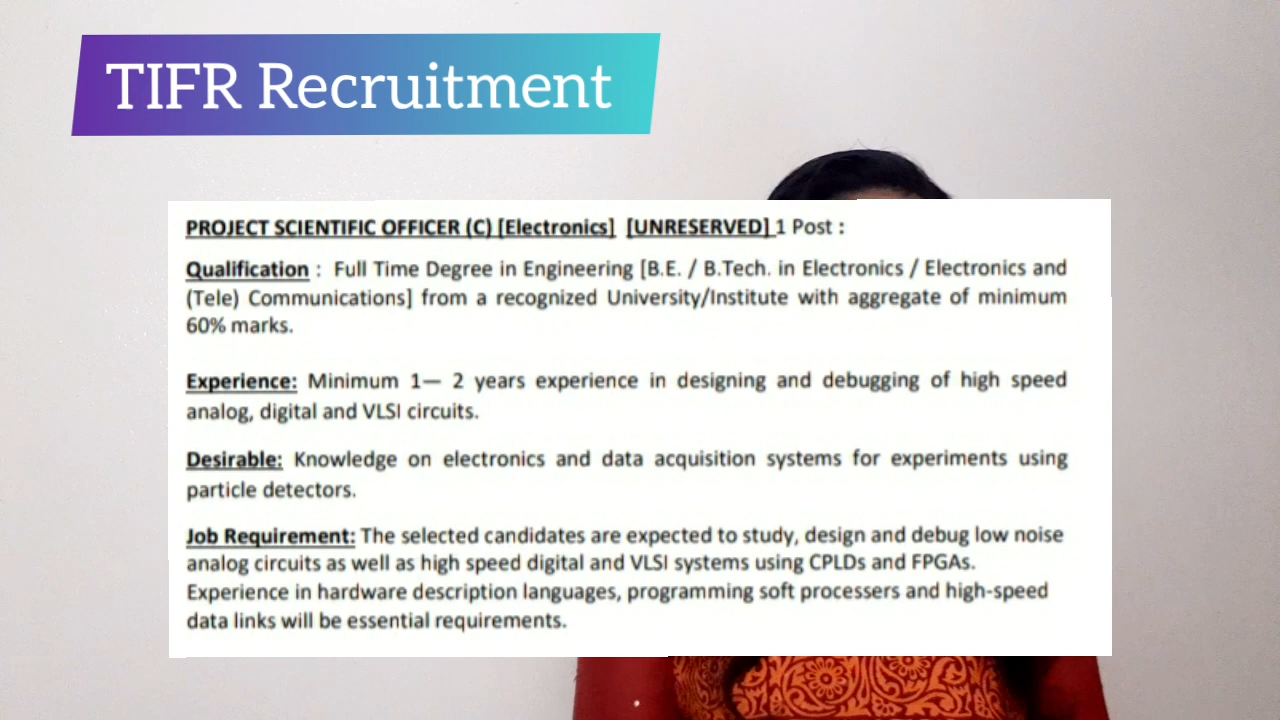 TIFR Recruitment
PROJECT SCIENTIFIC OFFICER (C) [Electronics] [UNRESERVED] 1 Post :
Qualification : Full Time Degree in Engineering [B.E. / B.Tech. in Electronics / Electronics and
(Tele) Communications] from a recognized University/Institute with aggregate of minimum
60% marks.
Experience: Minimum 1— 2 years experience in designing and debugging of high speed
analog, digital and VLSI circuits.
Desirable: Knowledge on electronics and data acquisition systems for experiments using
particle detectors.
Job Requirement: The selected candidates are expected to study, design and debug low noise
analog circuits as well as high speed digital and VLSI systems using CPLDs and FPGAs.
Experience in hardware description languages, programming soft processers and high-speed
data links will be essential requirements.